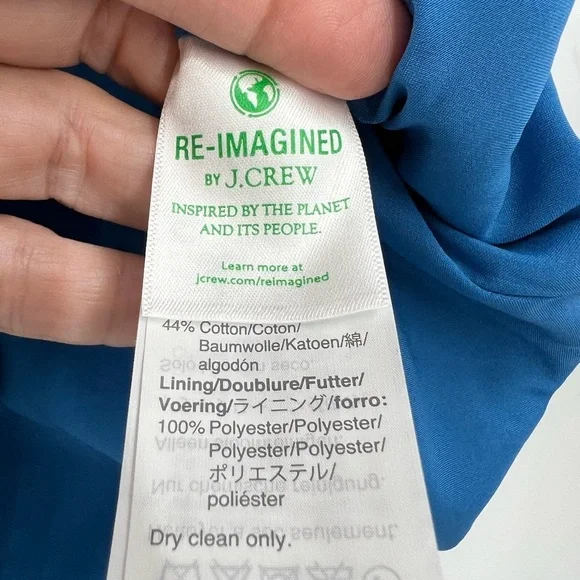 RE-IMAGINED
BY J.CREW
INSPIRED BY THE PLANET
AND ITS PEOPLE.
Learn more at
jcrew.com/reimagined
44% Cotton/Coton/
Baumwolle/Katoen/綿/
algodón
Lining/Doublure/Futter/
Voering/ライニング/forro:
100% Polyester/Polyester/
Polyester/Polyester/
ポリエステル/
poliéster
Dry clean only.